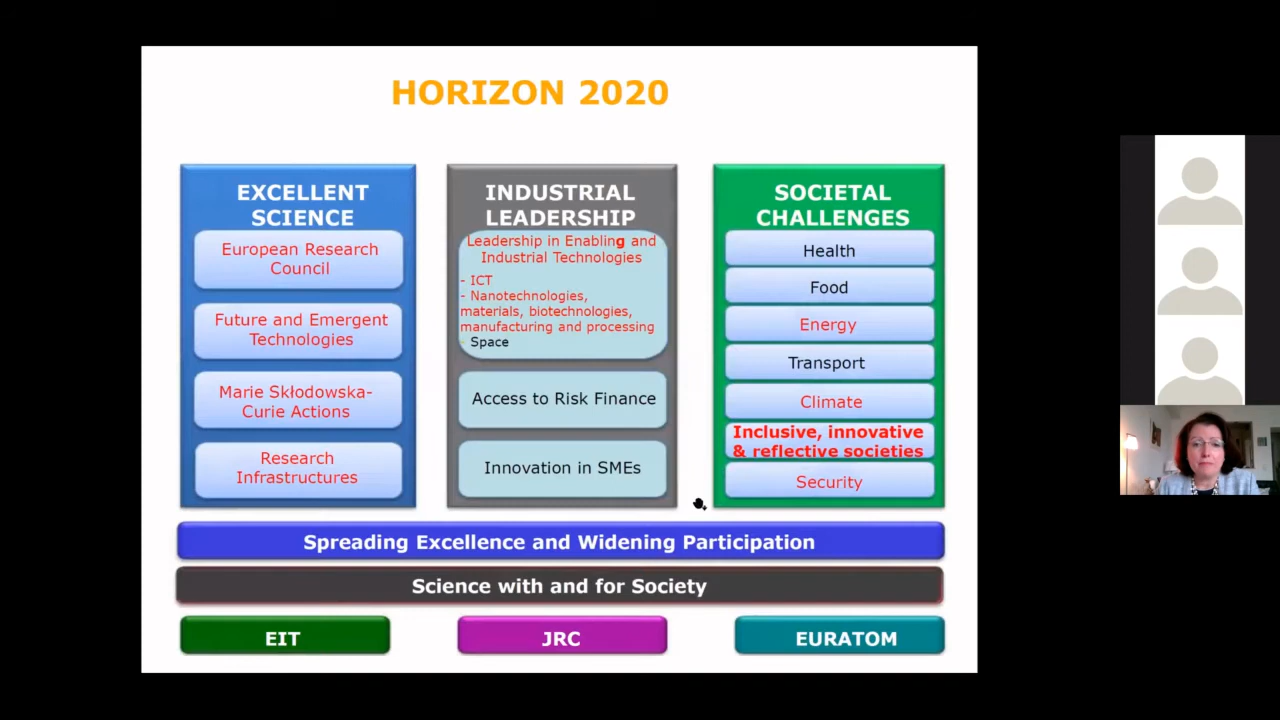 HORIZON 2020
EXCELLENT
SCIENCE
European Research
Council
Future and Emergent
Technologies
Marie Skłodowska-
Curie Actions
Research
Infrastructures
INDUSTRIAL
LEADERSHIP
Leadership in Enabling and
Industrial Technologies
- ICT
- Nanotechnologies,
materials, biotechnologies,
manufacturing and processing
Space
Access to Risk Finance
Innovation in SMEs
SOCIETAL
CHALLENGES
Health
Food
Energy
Transport
Climate
Inclusive, innovative
& reflective societies
Security
Spreading Excellence and Widening Participation
Science with and for Society
EIT
JRC
EURATOM